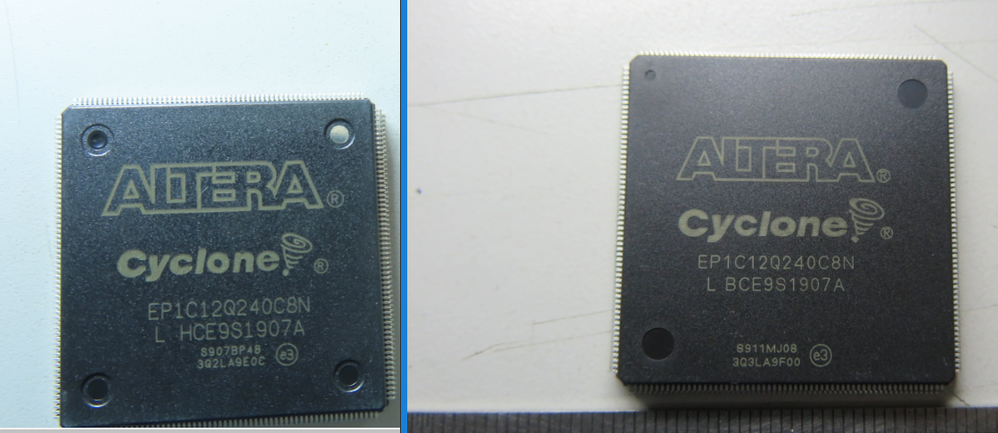 ALTERA®
Cyclone®
EP1C12Q240C8N
L HCE9S1907A
S907BP4B
3Q2LA9E0C e3
ALTERA®
Cyclone®
EP1C12Q240C8N
L BCE9S1907A
S911MJ08
3Q3LA9F00 e3